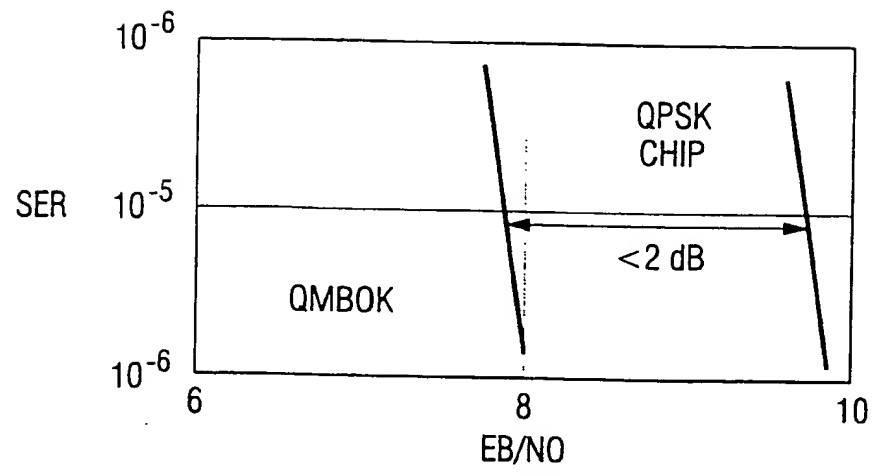 10-6
QPSK
CHIP
SER
10-5
<2 dB
QMBOK
10-6
6
8
10
EB/NO